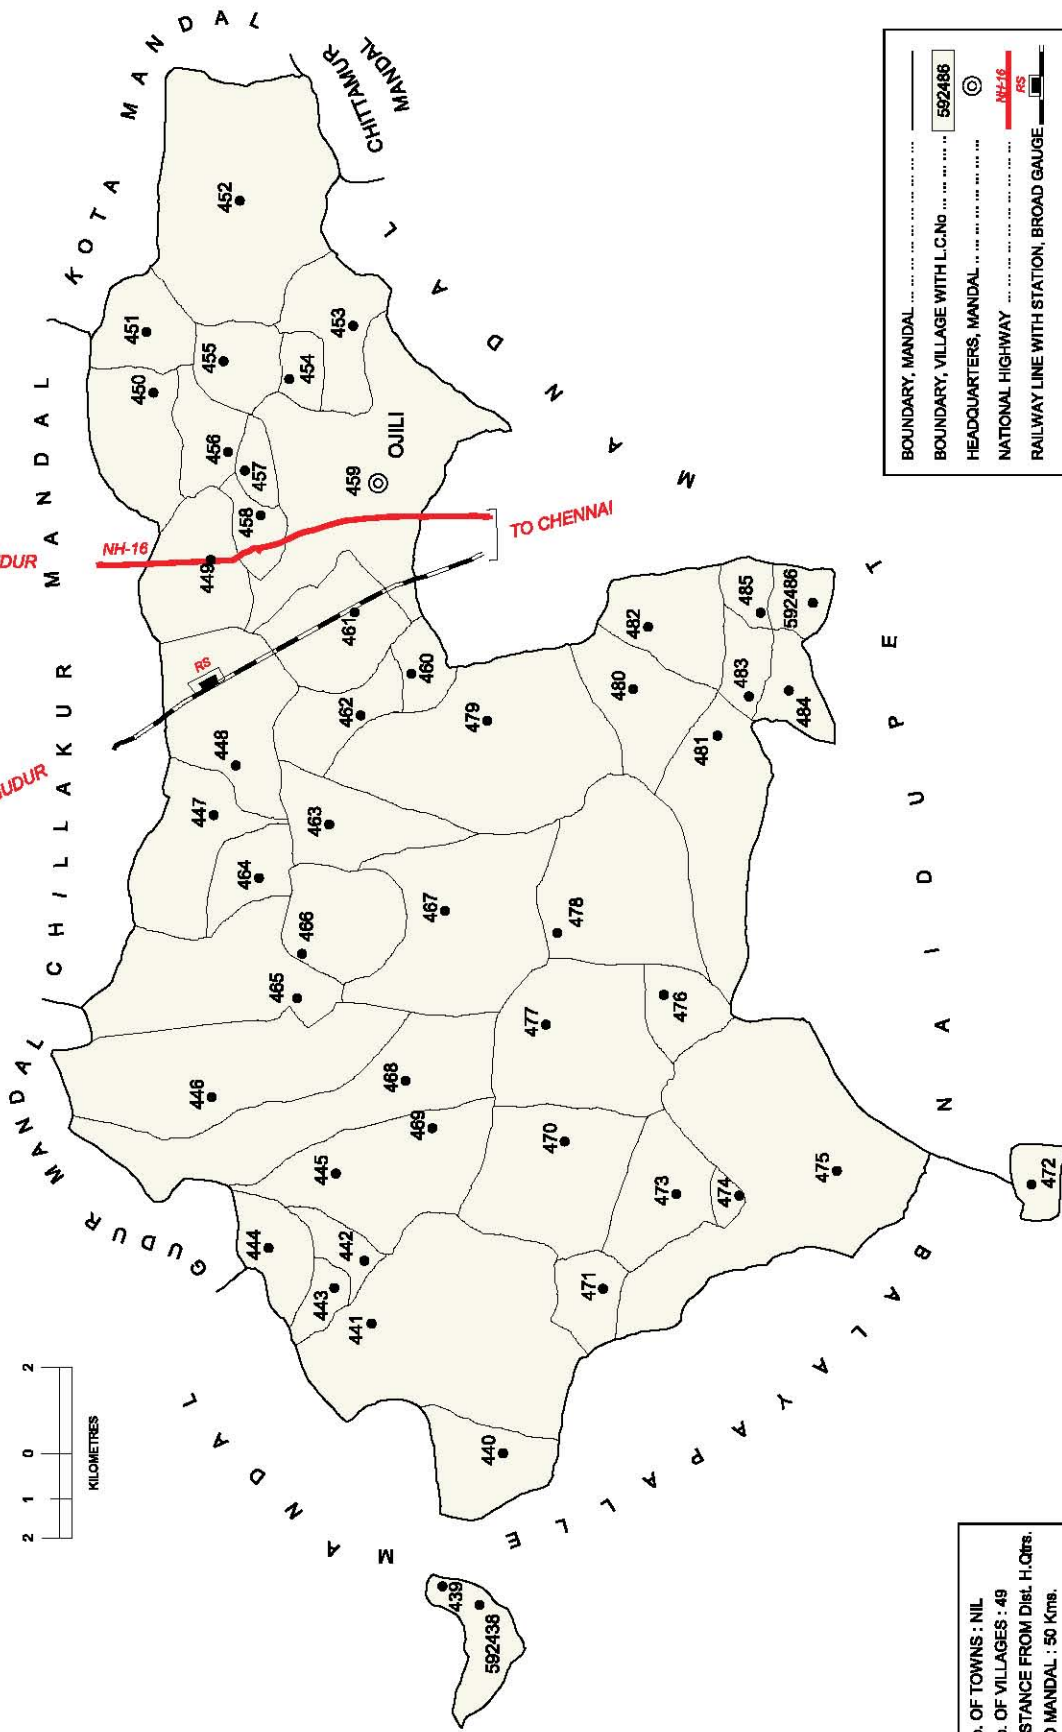 KOTA MANDAL
CHITTAMUR
MANDAL
CHILLAKUR MANDAL
GUDUR MANDAL
MANDAL
BALAYAPALLE
NAIDUPET
MANDAL
DUR
NH-16
TO CHENNAI
GUDUR
RS
OJILI
452
451
450
455
453
454
456
457
458
459
449
461
460
462
448
447
463
464
479
480
482
485
592486
483
484
481
466
467
478
465
477
476
446
468
469
445
470
473
474
475
472
444
442
443
441
471
440
439
592438
2 1 0 2
KILOMETRES
BOUNDARY, MANDAL
BOUNDARY, VILLAGE WITH L.C.No 592486
HEADQUARTERS, MANDAL
NATIONAL HIGHWAY NH-16
RAILWAY LINE WITH STATION, BROAD GAUGE RS
o. OF TOWNS : NIL
o. OF VILLAGES : 49
STANCE FROM Dist. H.Qtrs.
O MANDAL : 50 Kms.